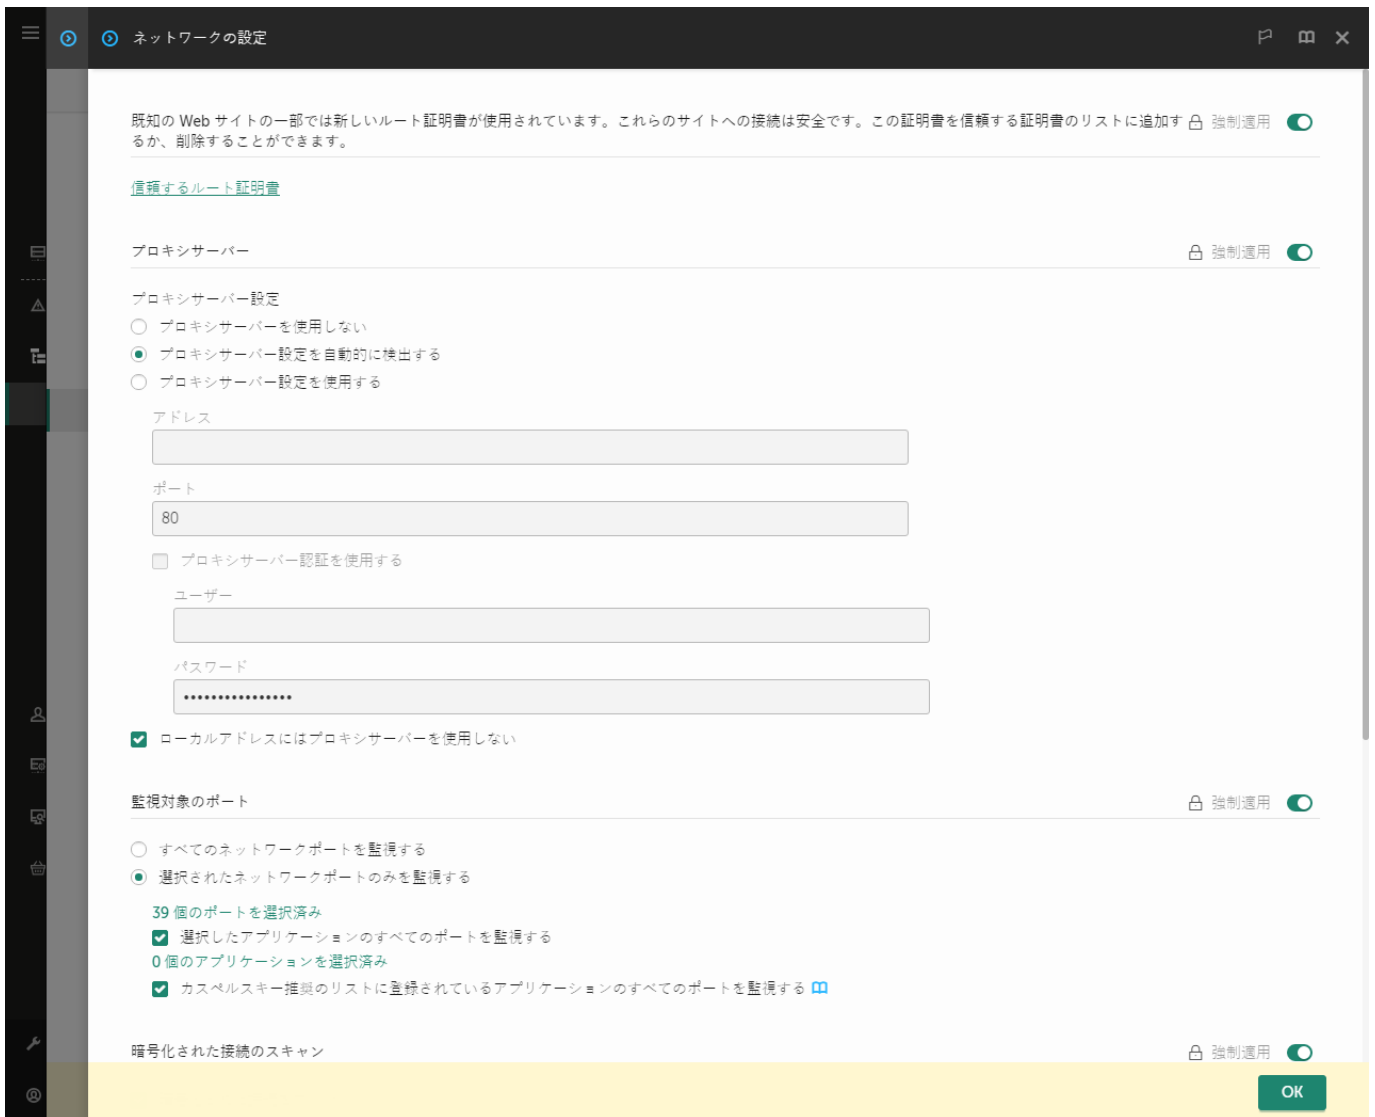 ネットワークの設定
既知の Web サイトの一部では新しいルート証明書が使用されています。これらのサイトへの接続は安全です。この証明書を信頼する証明書のリストに追加す 強制適用
るか、削除することができます。
信頼するルート証明書
プロキシサーバー 強制適用
プロキシサーバー設定
プロキシサーバーを使用しない
プロキシサーバー設定を自動的に検出する
プロキシサーバー設定を使用する
アドレス
ポート
80
プロキシサーバー認証を使用する
ユーザー
パスワード
••••••••••••••••
ローカルアドレスにはプロキシサーバーを使用しない
監視対象のポート 強制適用
すべてのネットワークポートを監視する
選択されたネットワークポートのみを監視する
39 個のポートを選択済み
選択したアプリケーションのすべてのポートを監視する
0 個のアプリケーションを選択済み
カスペルスキー推奨のリストに登録されているアプリケーションのすべてのポートを監視する
暗号化された接続のスキャン 強制適用
OK